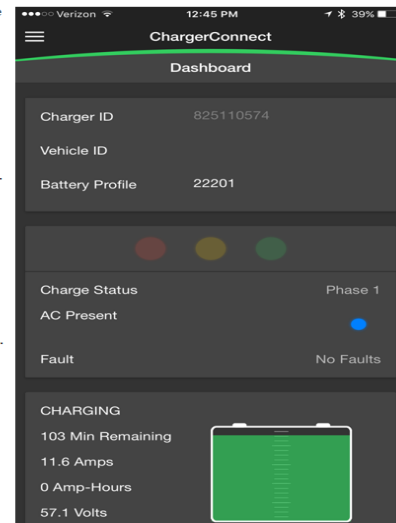 Verizon 12:45 PM 39%
ChargerConnect
Dashboard
Charger ID 825110574
Vehicle ID
Battery Profile 22201
Charge Status Phase 1
AC Present
Fault No Faults
CHARGING
103 Min Remaining
11.6 Amps
0 Amp-Hours
57.1 Volts